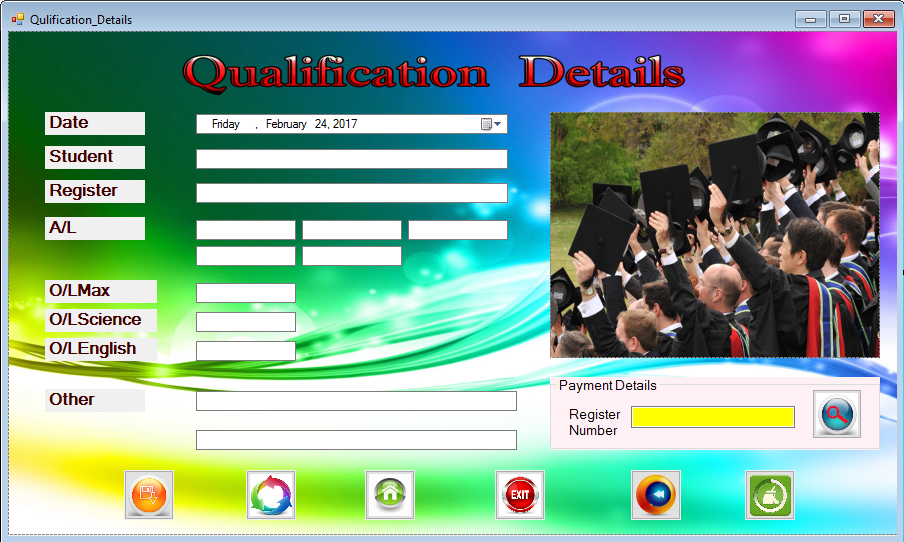 Qulification_Details
Qualification Details
Date
Friday , February 24, 2017
Student
Register
A/L
O/LMax
O/LScience
O/LEnglish
Other
Payment Details
Register
Number
EXIT